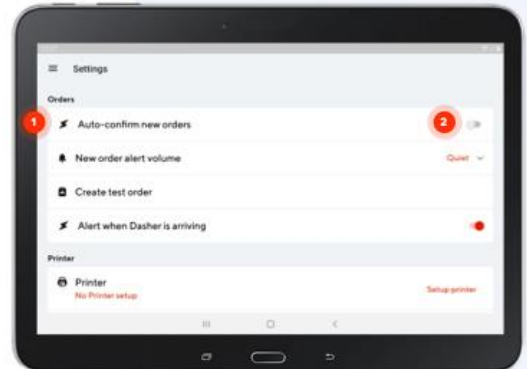 Settings
Orders
1
Auto-confirm new orders
2
New order alert volume
Quiet
Create test order
Alert when Dasher is arriving
Printer
Printer
No Printer setup
Setup printer